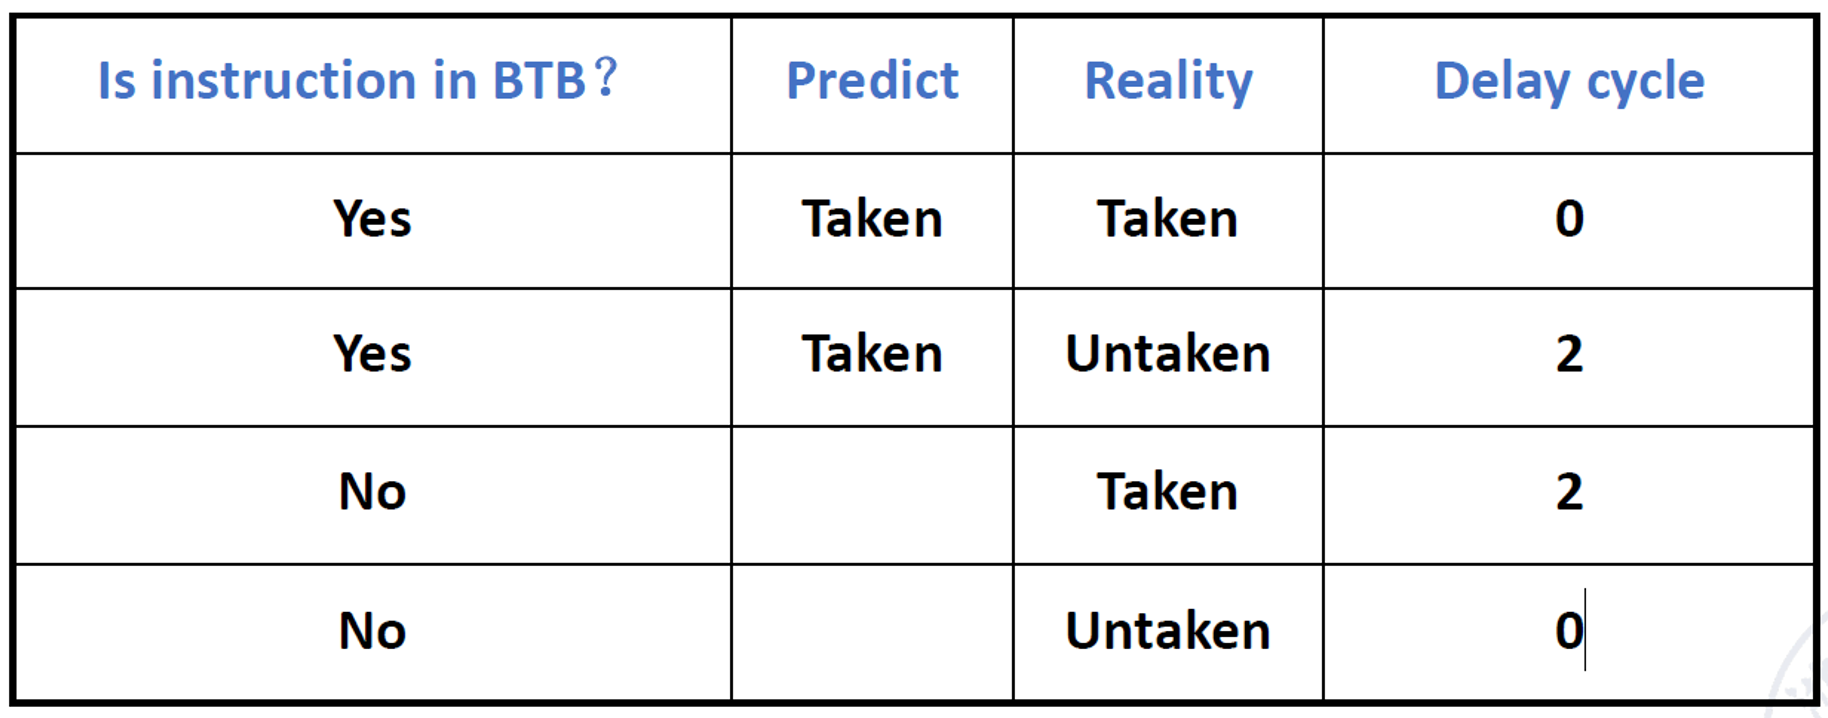 Is instruction in BTB？ Predict Reality Delay cycle
Yes Taken Taken 0
Yes Taken Untaken 2
No Taken 2
No Untaken 0